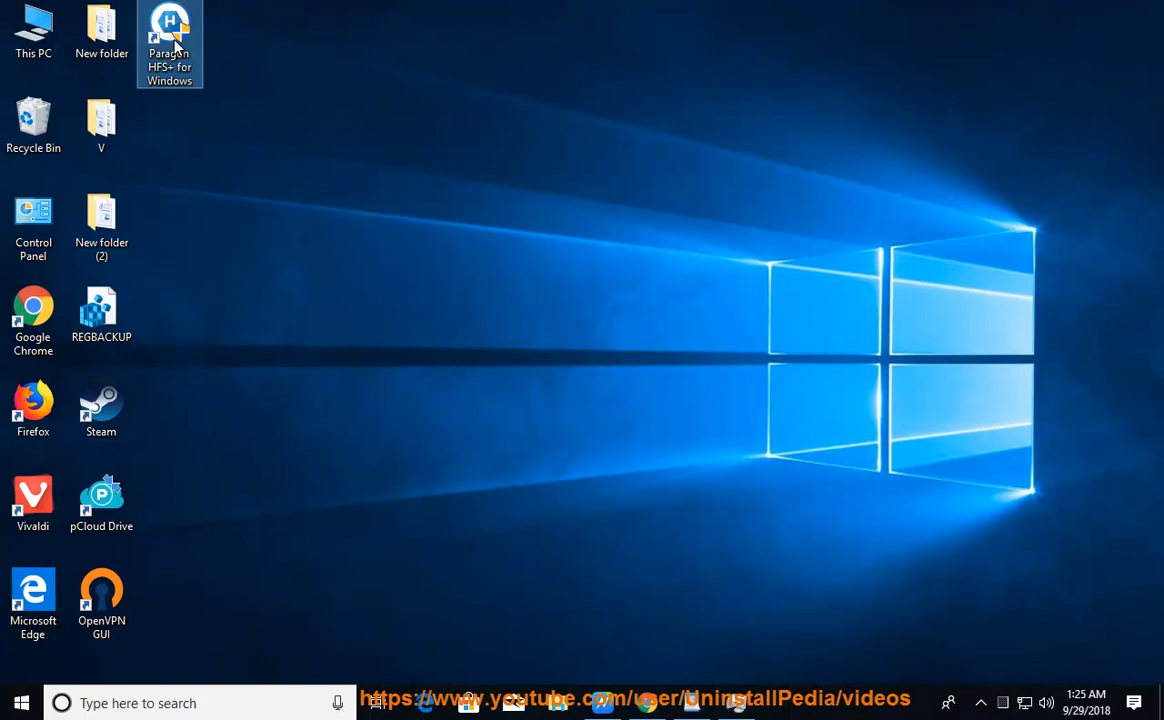 This PC
New folder
Paragon
HFS+ for
Windows
Recycle Bin
V
Control
Panel
New folder
(2)
Google
Chrome
REGBACKUP
Firefox
Steam
Vivaldi
pCloud Drive
Microsoft
Edge
OpenVPN
GUI
Type here to search
https://www.youtube.com/user/UninstallPedia/videos
1:25 AM
9/29/2018